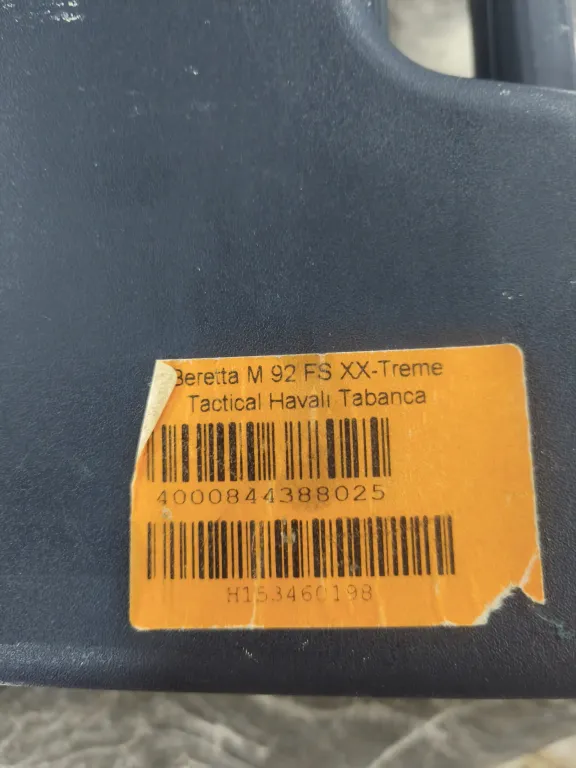 Beretta M 92 FS XX-Treme
Tactical Havalı Tabanca
4000844388025
H153460198